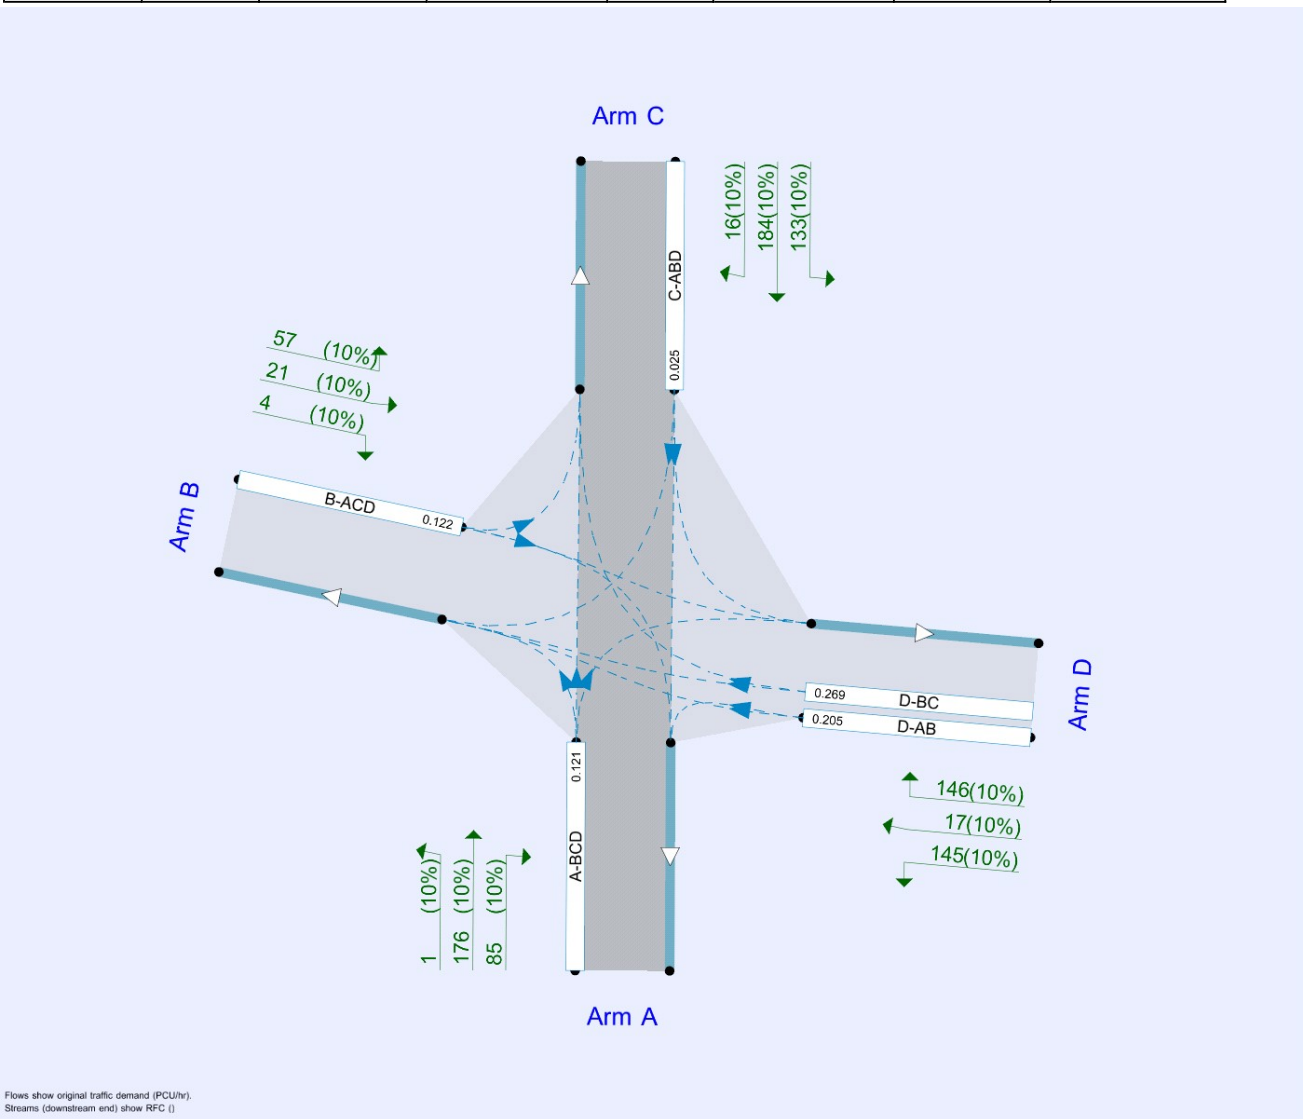 Arm C
16(10%)
184(10%)
133(10%)
C-ABD
0.025
57 (10%)
21 (10%)
4 (10%)
Arm B
B-ACD
0.122
0.269
D-BC
0.205
D-AB
Arm D
146(10%)
17(10%)
145(10%)
0.121
A-BCD
1 (10%)
176 (10%)
85 (10%)
Arm A
Flows show original traffic demand (PCU/hr).
Streams (downstream end) show RFC ()